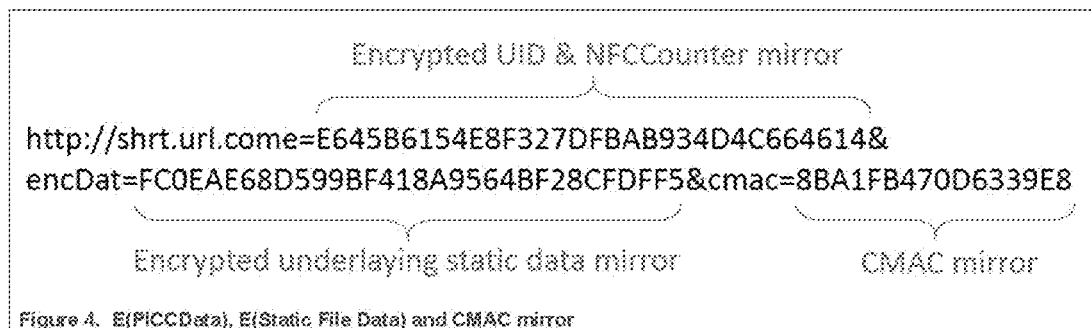 Encrypted UID & NFCCounter mirror
http://shrt.url.come=E645B6154E8F327DFBAB934D4C664614&
encDat=FC0EAE68D599BF418A9564BF28CFDFF5&cmac=8BA1FB470D6339E8
Encrypted underlaying static data mirror
CMAC mirror
Figure 4. E(PICCData), E(Static File Data) and CMAC mirror